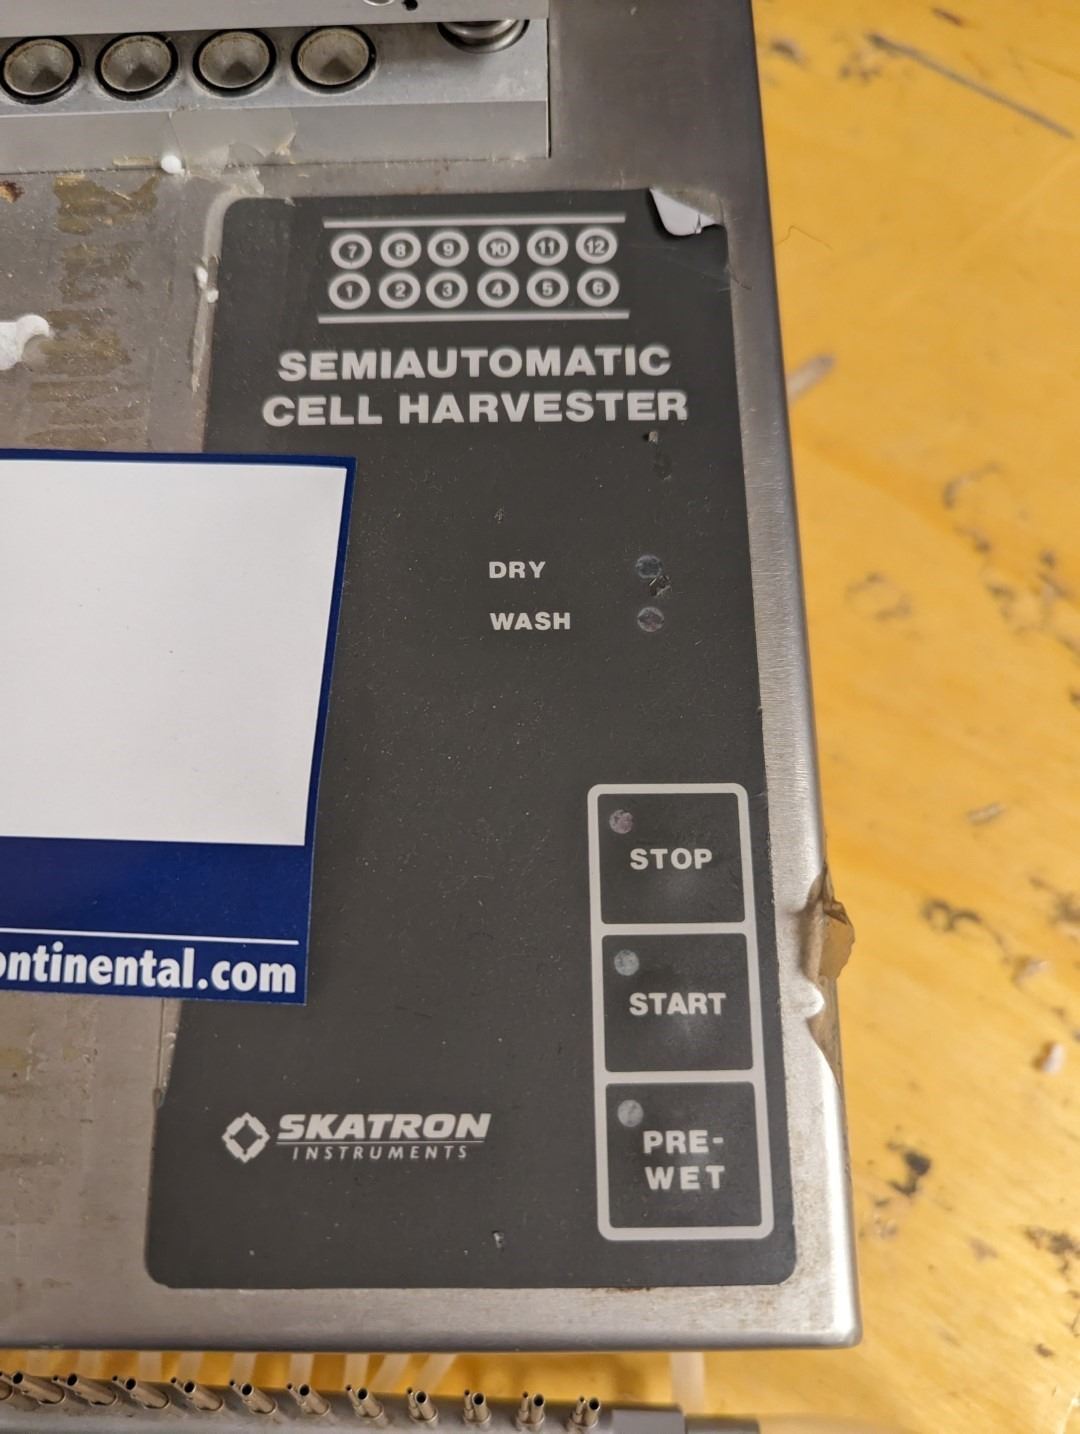 7 8 9 10 11 12
1 2 3 4 5 6
SEMIAUTOMATIC
CELL HARVESTER
DRY
WASH
STOP
ontinental.com
START
SKATRON
INSTRUMENTS
PRE-
WET